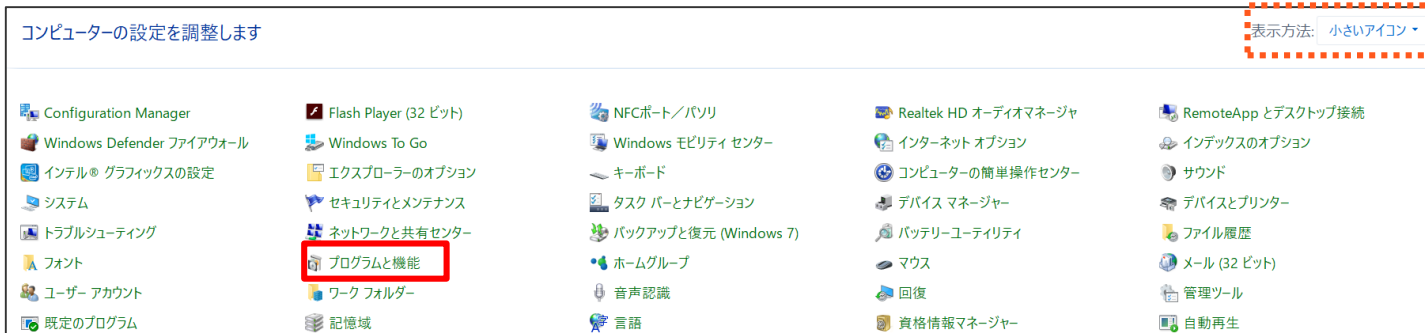 コンピューターの設定を調整します 表示方法: 小さいアイコン
Configuration Manager Flash Player (32 ビット) NFCポート／パソリ Realtek HD オーディオマネージャ RemoteApp とデスクトップ接続
Windows Defender ファイアウォール Windows To Go Windows モビリティ センター インターネット オプション インデックスのオプション
インテル® グラフィックスの設定 エクスプローラーのオプション キーボード コンピューターの簡単操作センター サウンド
システム セキュリティとメンテナンス タスク バーとナビゲーション デバイス マネージャー デバイスとプリンター
トラブルシューティング ネットワークと共有センター バックアップと復元 (Windows 7) バッテリーユーティリティ ファイル履歴
フォント プログラムと機能 ホームグループ マウス メール (32 ビット)
ユーザー アカウント ワーク フォルダー 音声認識 回復 管理ツール
既定のプログラム 記憶域 言語 資格情報マネージャー 自動再生